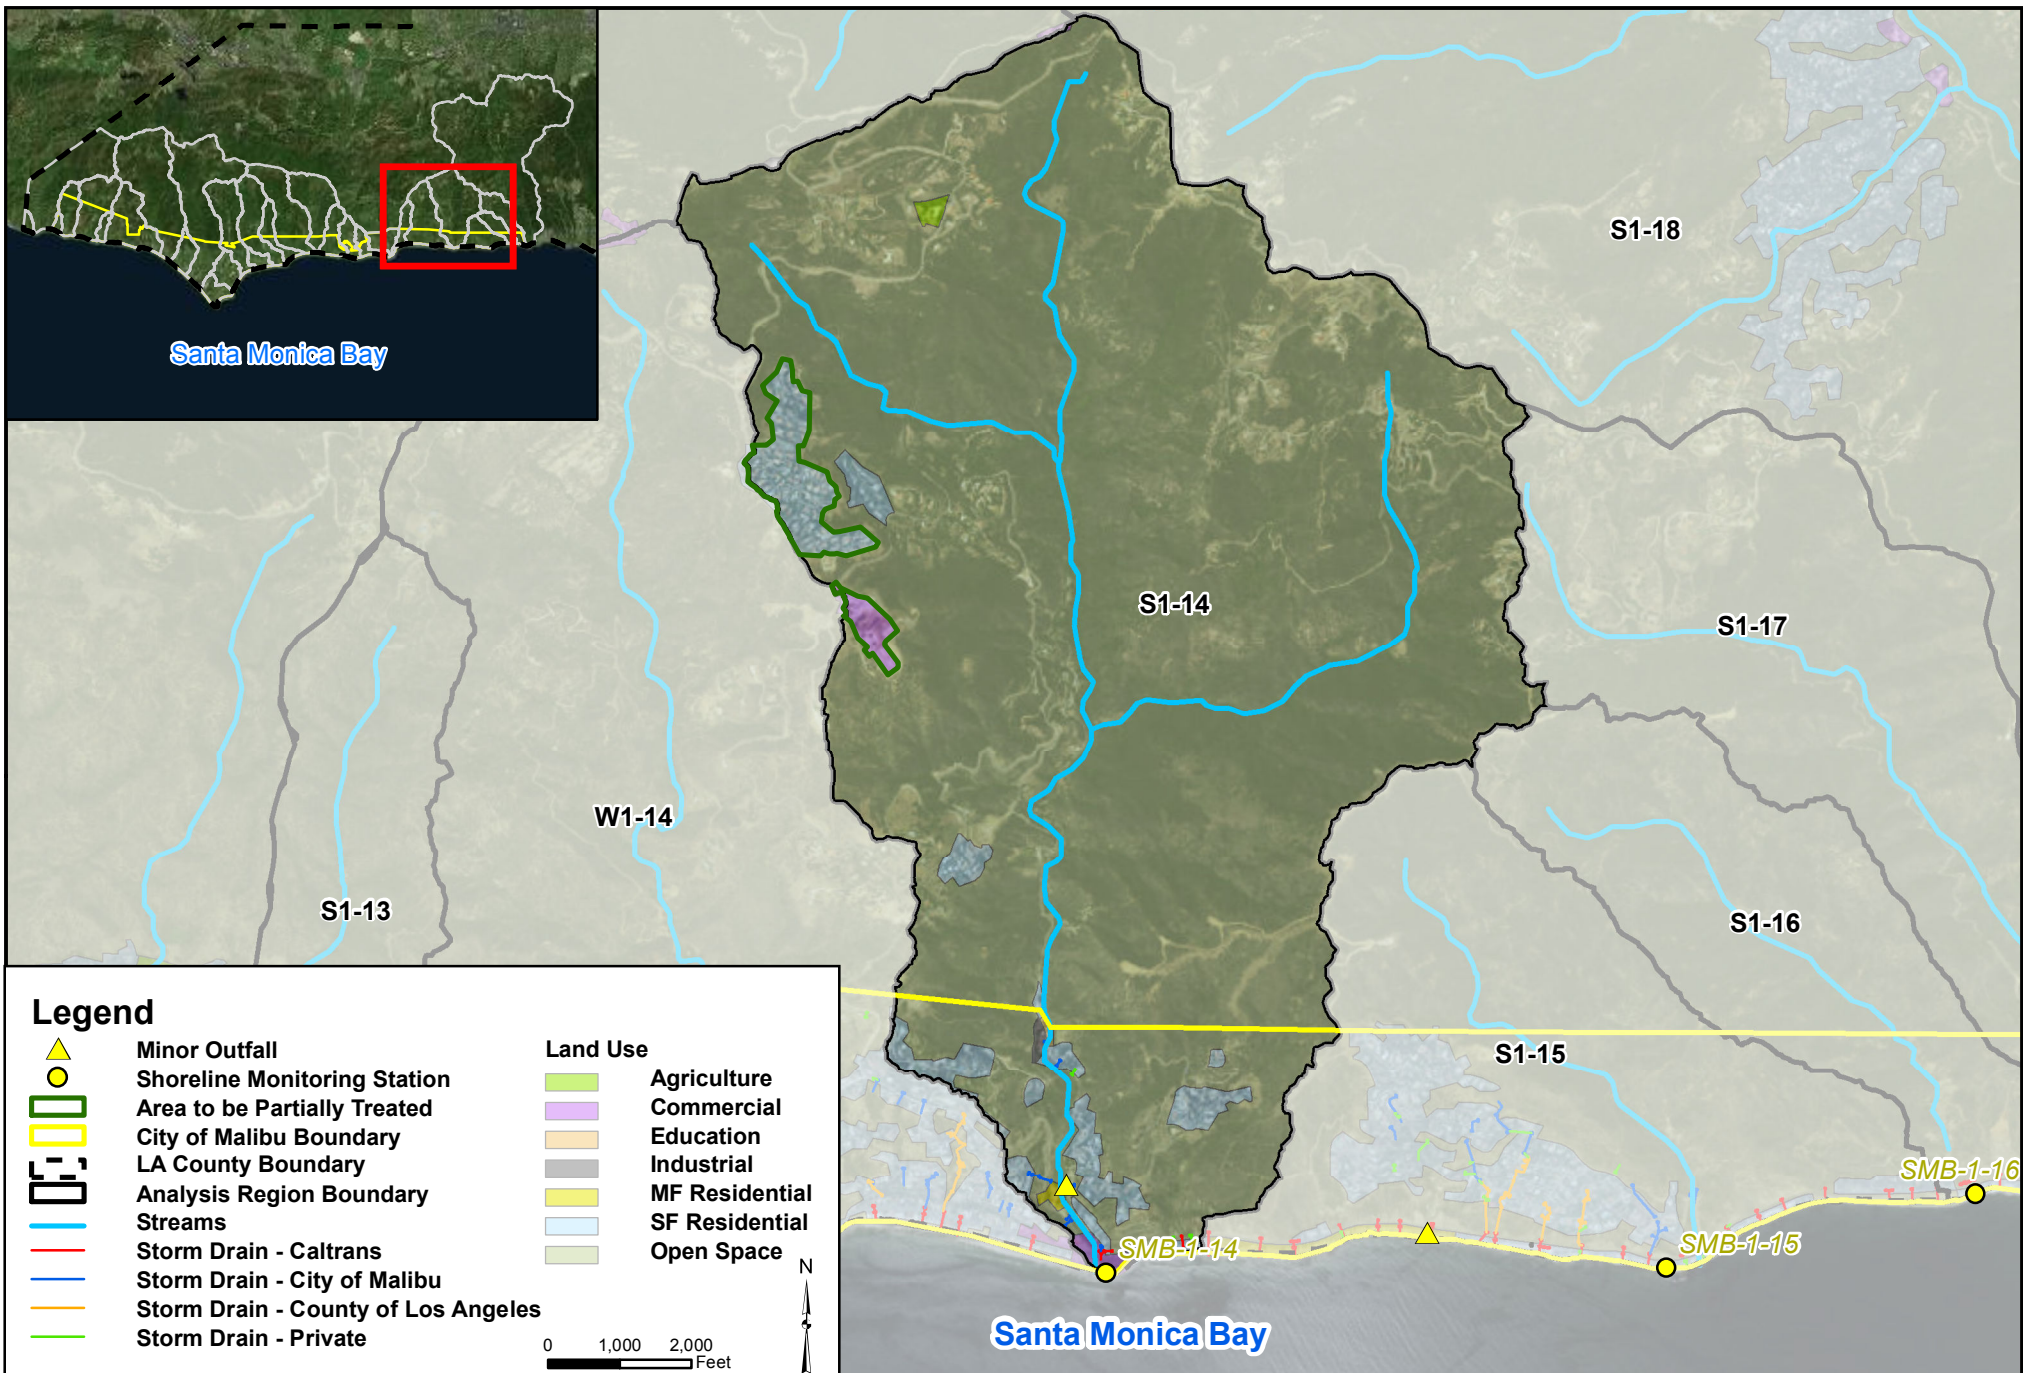 Santa Monica Bay
S1-18
S1-14
S1-17
W1-14
S1-13
S1-16
S1-15
SMB-1-16
SMB-1-14
SMB-1-15
Santa Monica Bay
Legend
Minor Outfall
Shoreline Monitoring Station
Area to be Partially Treated
City of Malibu Boundary
LA County Boundary
Analysis Region Boundary
Streams
Storm Drain - Caltrans
Storm Drain - City of Malibu
Storm Drain - County of Los Angeles
Storm Drain - Private
Land Use
Agriculture
Commercial
Education
Industrial
MF Residential
SF Residential
Open Space
N
0 1,000 2,000
Feet